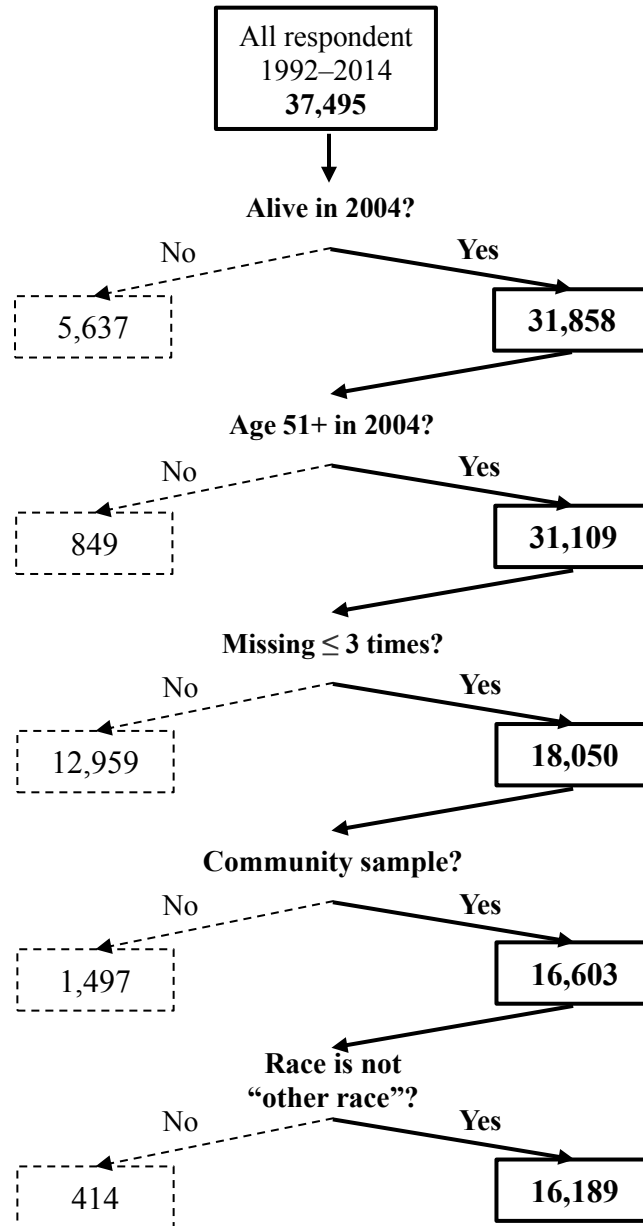 All respondent
1992–2014
37,495
Alive in 2004?
No
Yes
5,637
31,858
Age 51+ in 2004?
No
Yes
849
31,109
Missing ≤ 3 times?
No
Yes
12,959
18,050
Community sample?
No
Yes
1,497
16,603
Race is not
“other race”?
No
Yes
414
16,189